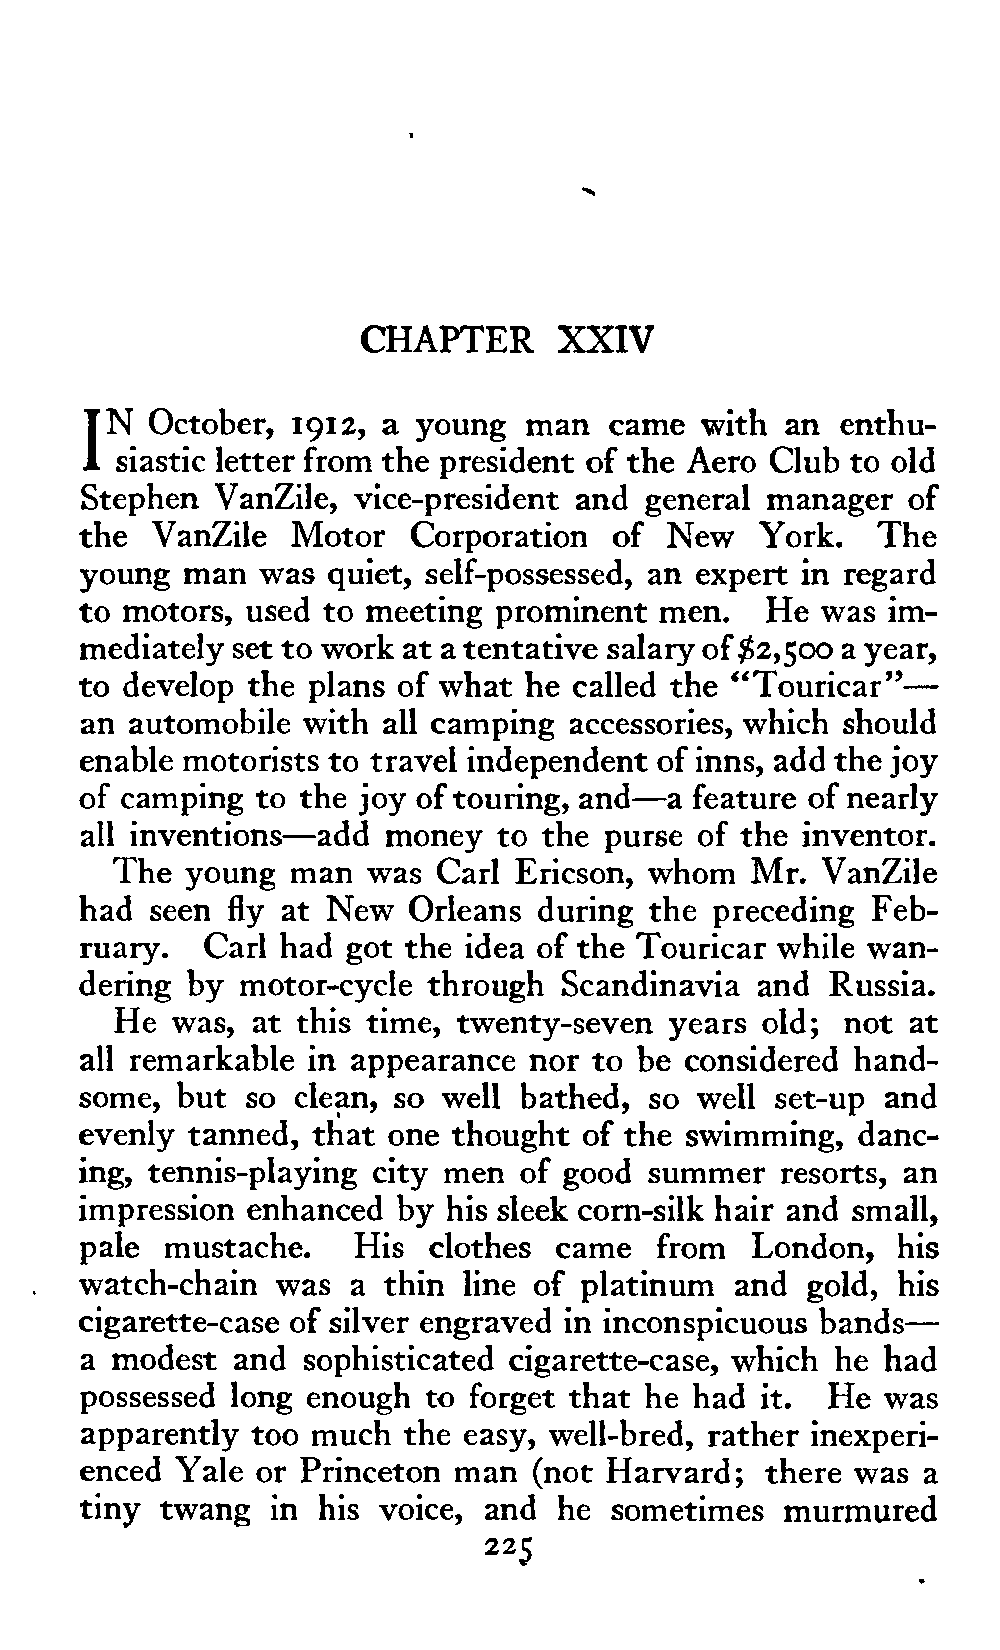 CHAPTER XXIV
IN October, 1912, a young man came with an enthu-
siastic letter from the president of the Aero Club to old
Stephen VanZile, vice-president and general manager of
the VanZile Motor Corporation of New York. The
young man was quiet, self-possessed, an expert in regard
to motors, used to meeting prominent men. He was im-
mediately set to work at a tentative salary of $2,500 a year,
to develop the plans of what he called the “Touricar”—
an automobile with all camping accessories, which should
enable motorists to travel independent of inns, add the joy
of camping to the joy of touring, and—a feature of nearly
all inventions—add money to the purse of the inventor.
The young man was Carl Ericson, whom Mr. VanZile
had seen fly at New Orleans during the preceding Feb-
ruary. Carl had got the idea of the Touricar while wan-
dering by motor-cycle through Scandinavia and Russia.
He was, at this time, twenty-seven years old; not at
all remarkable in appearance nor to be considered hand-
some, but so clean, so well bathed, so well set-up and
evenly tanned, that one thought of the swimming, danc-
ing, tennis-playing city men of good summer resorts, an
impression enhanced by his sleek corn-silk hair and small,
pale mustache. His clothes came from London, his
watch-chain was a thin line of platinum and gold, his
cigarette-case of silver engraved in inconspicuous bands—
a modest and sophisticated cigarette-case, which he had
possessed long enough to forget that he had it. He was
apparently too much the easy, well-bred, rather inexperi-
enced Yale or Princeton man (not Harvard; there was a
tiny twang in his voice, and he sometimes murmured
225